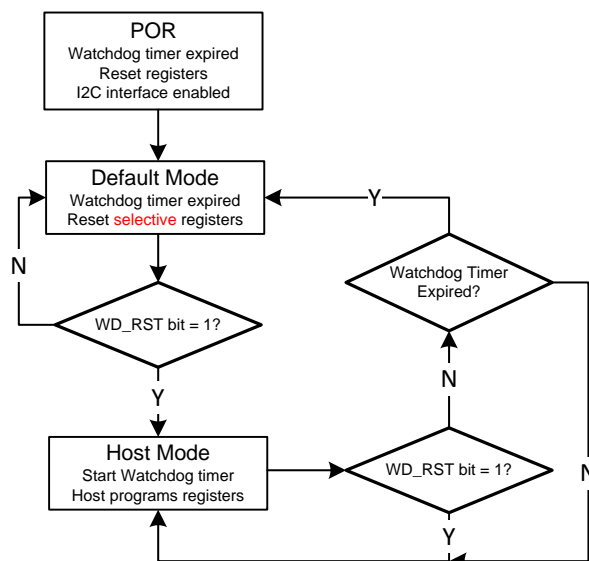 POR
Watchdog timer expired
Reset registers
I2C interface enabled
Default Mode
Watchdog timer expired
Reset selective registers
Y
N
Watchdog Timer
Expired?
WD_RST bit = 1?
Y
N
Host Mode
Start Watchdog timer
Host programs registers
WD_RST bit = 1?
N
Y